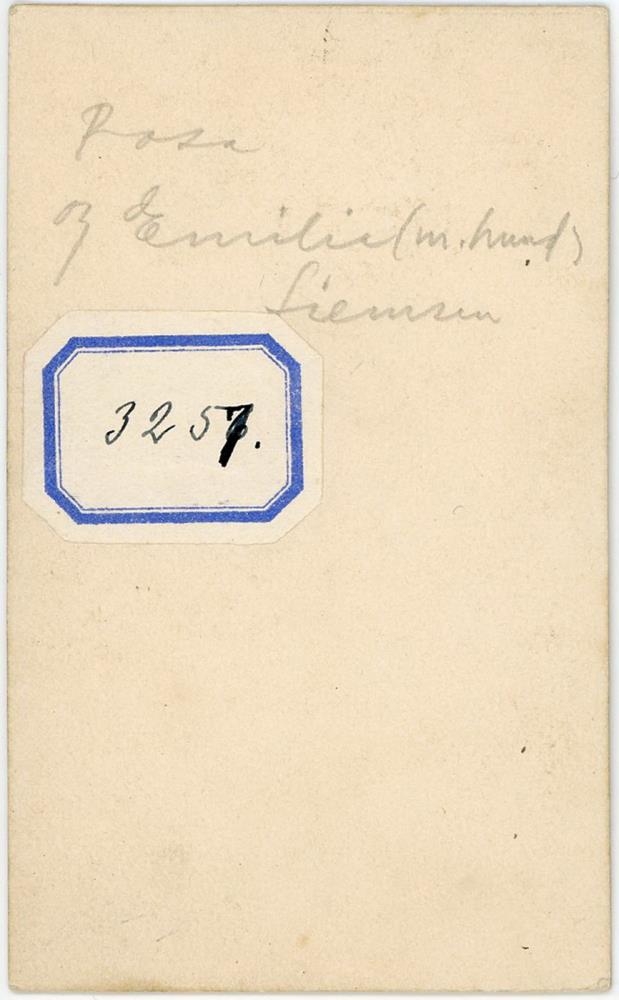 Rosa
og Emilie (m. hund)
Siemsen
3257.